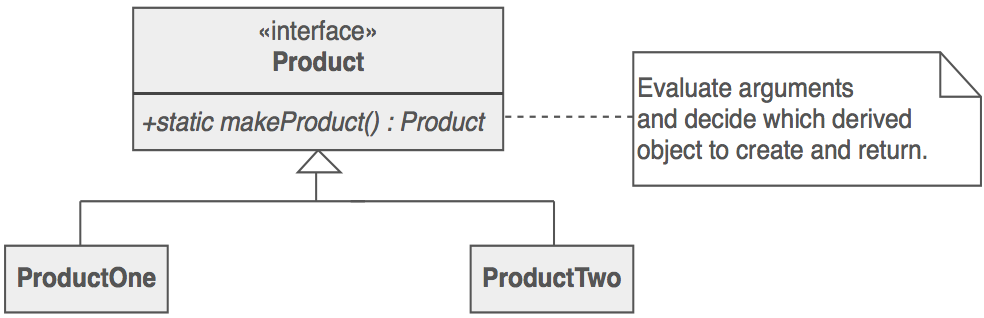 «interface»
Product
+static makeProduct() : Product
Evaluate arguments
and decide which derived
object to create and return.
ProductOne
ProductTwo